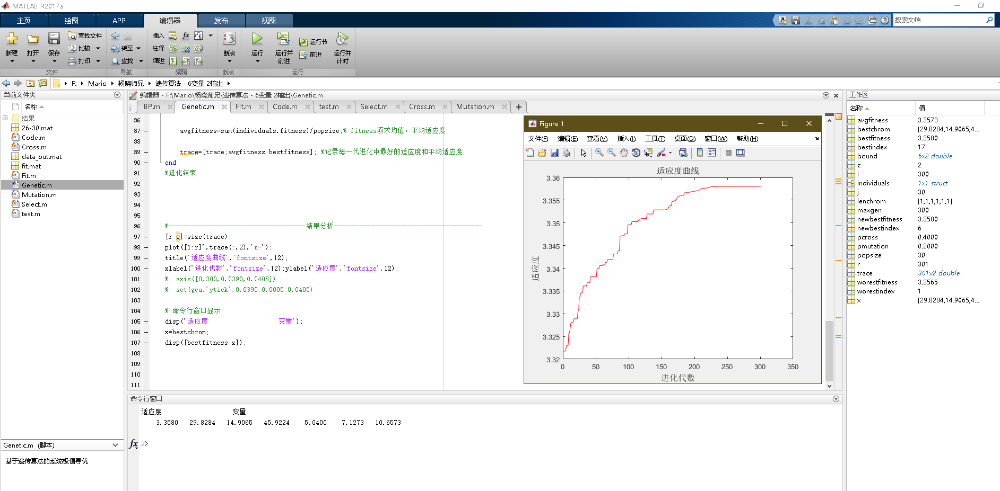 MATLAB R2017a
主页
绘图
APP
编辑器
发布
视图
搜索文档
新建
打开
保存
查找文件
比较
打印
转至
查找
插入
注释
缩进
fx
断点
运行
运行并
前进
运行节
前进
运行并
计时
文件
导航
编辑
断点
运行
F: ▸ Mario ▸ 杨晓师兄 ▸ 遗传算法 - 6变量 2输出 ▸
当前文件夹
名称
结果
26-30.mat
Code.m
Cross.m
data_out.mat
fit.mat
Fit.m
Genetic.m
Mutation.m
Select.m
test.m
Genetic.m (脚本)
基于遗传算法的系统极值寻优
编辑器 - F:\Mario\杨晓师兄\遗传算法 - 6变量 2输出\Genetic.m
BP.m
Genetic.m
Fit.m
Code.m
test.m
Select.m
Cross.m
Mutation.m
86
87 avgfitness=sum(individuals.fitness)/popsize;% fitness项求均值，平均适应度
88
89 trace=[trace;avgfitness bestfitness]; %记录每一代进化中最好的适应度和平均适应度
90 end
91 %进化结束
92
93
94
95
96 %-------------------------------------结果分析----------------------------------------
97 [r c]=size(trace);
98 plot([1:r]',trace(:,2),'r-');
99 title('适应度曲线','fontsize',12);
100 xlabel('进化代数','fontsize',12);ylabel('适应度','fontsize',12);
101 % axis([0,300,0.0390,0.0408])
102 % set(gca,'ytick',0.0390:0.0005:0.0405)
103
104 % 命令行窗口显示
105 disp('适应度 变量');
106 x=bestchrom;
107 disp([bestfitness x]);
108
109
110
111
Figure 1
文件(F)
编辑(E)
查看(V)
插入(I)
工具(T)
桌面(D)
窗口(W)
帮助(H)
适应度曲线
3.36
3.355
3.35
3.345
3.34
3.335
3.33
3.325
3.32
适应度
0 50 100 150 200 250 300 350
进化代数
命令行窗口
适应度 变量
3.3580 29.8284 14.9065 45.9224 5.0400 7.1273 10.6573
fx >>
工作区
名称 值
avgfitness 3.3573
bestchrom [29.8284,14.9065,4...
bestfitness 3.3580
bestindex 17
bound 6x2 double
c 2
i 300
individuals 1x1 struct
j 30
lenchrom [1,1,1,1,1,1]
maxgen 300
newbestfitness 3.3580
newbestindex 6
pcross 0.4000
pmutation 0.2000
popsize 30
r 301
trace 301x2 double
worestfitness 3.3565
worestindex 1
x [29.8284,14.9065,4...